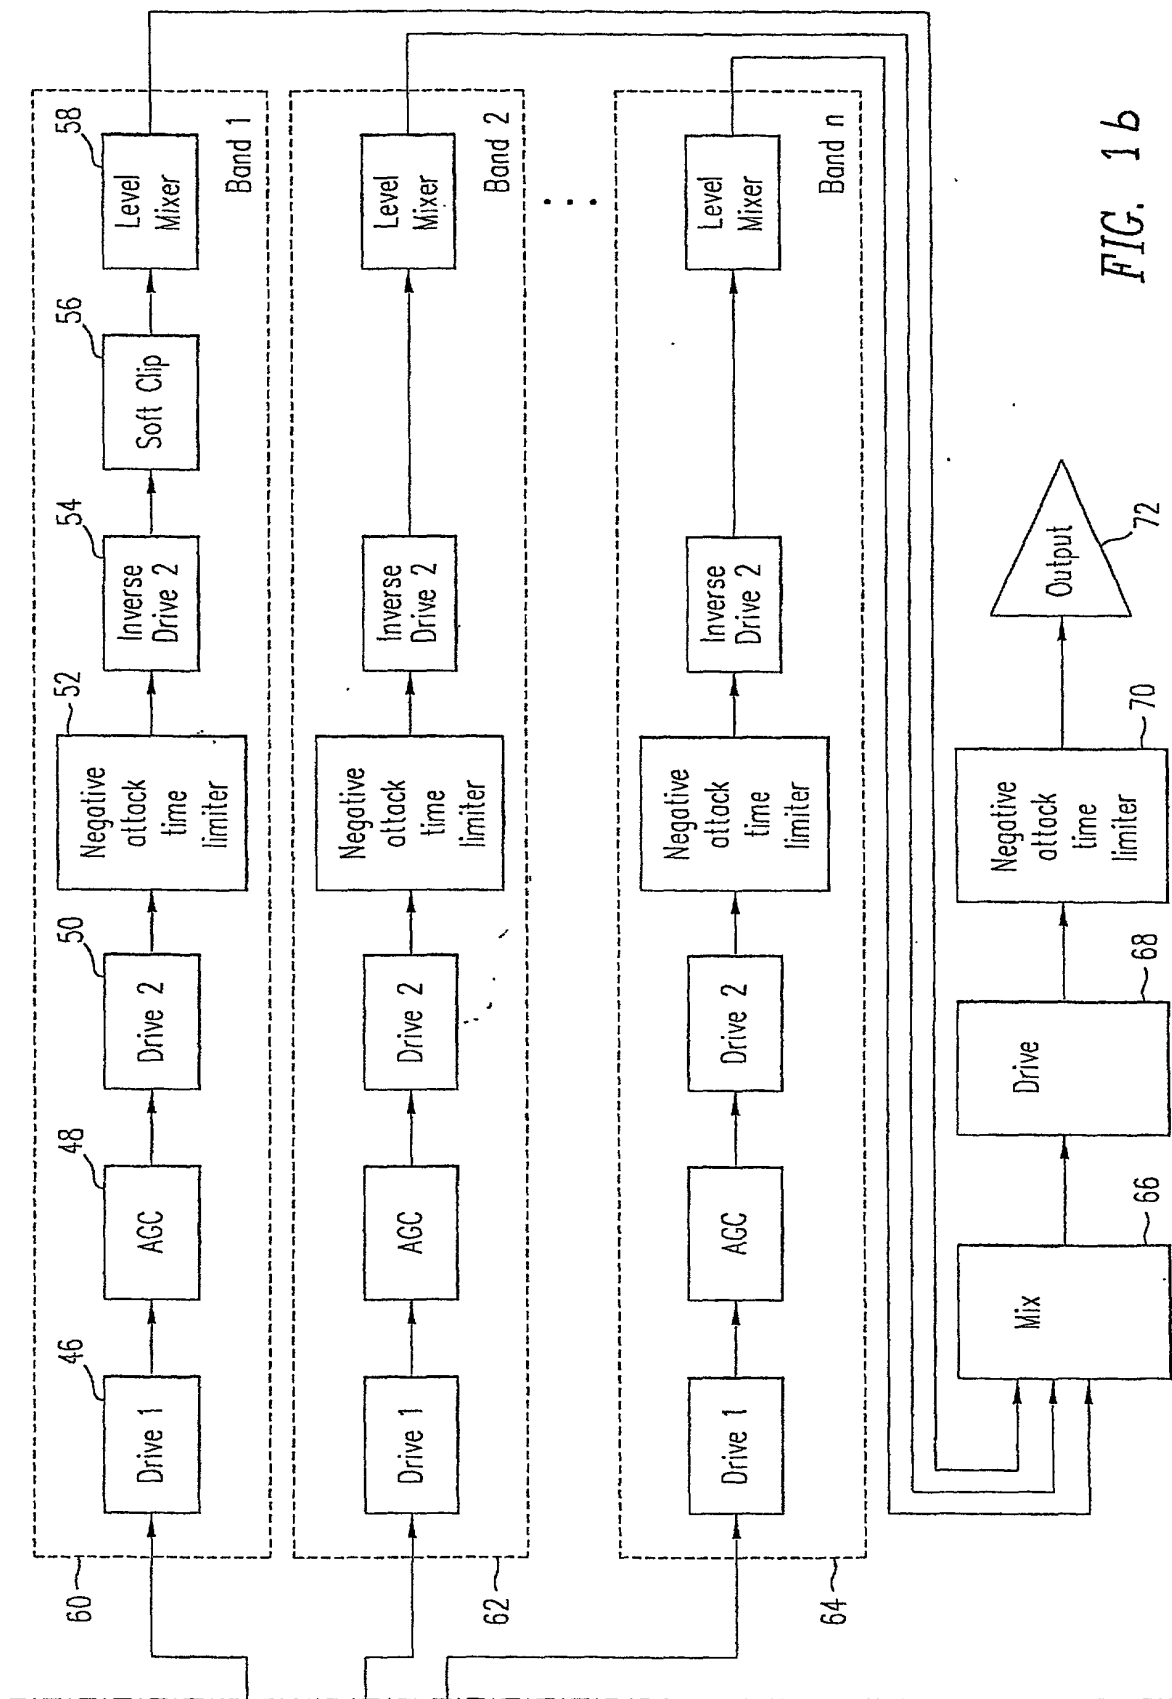 60
46
Drive 1
48
AGC
50
Drive 2
52
Negative
attack
time
limiter
54
Inverse
Drive 2
56
Soft Clip
58
Level
Mixer
Band 1
62
Drive 1
AGC
Drive 2
Negative
attack
time
limiter
Inverse
Drive 2
Level
Mixer
Band 2
64
Drive 1
AGC
Drive 2
Negative
attack
time
limiter
Inverse
Drive 2
Level
Mixer
Band n
Mix
66
Drive
68
Negative
attack
time
limiter
70
Output
72
FIG. 1b